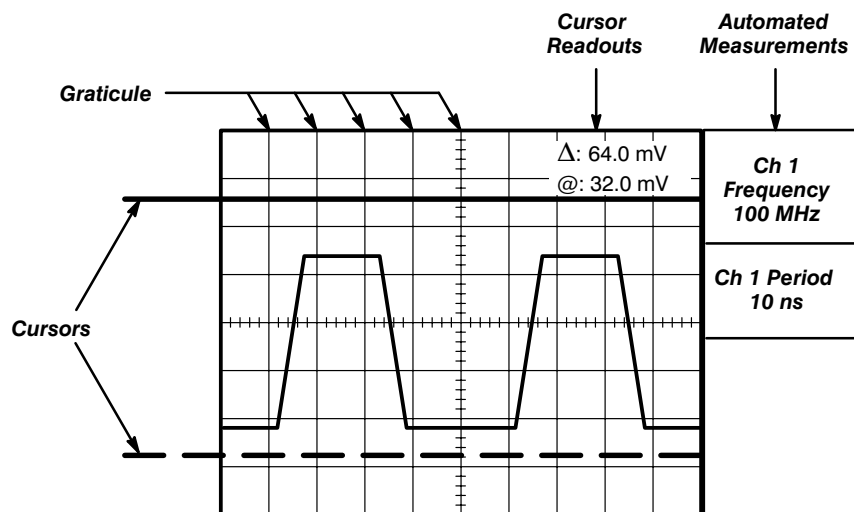 Cursor
Readouts
Automated
Measurements
Graticule
Δ: 64.0 mV
@: 32.0 mV
Ch 1
Frequency
100 MHz
Ch 1 Period
10 ns
Cursors